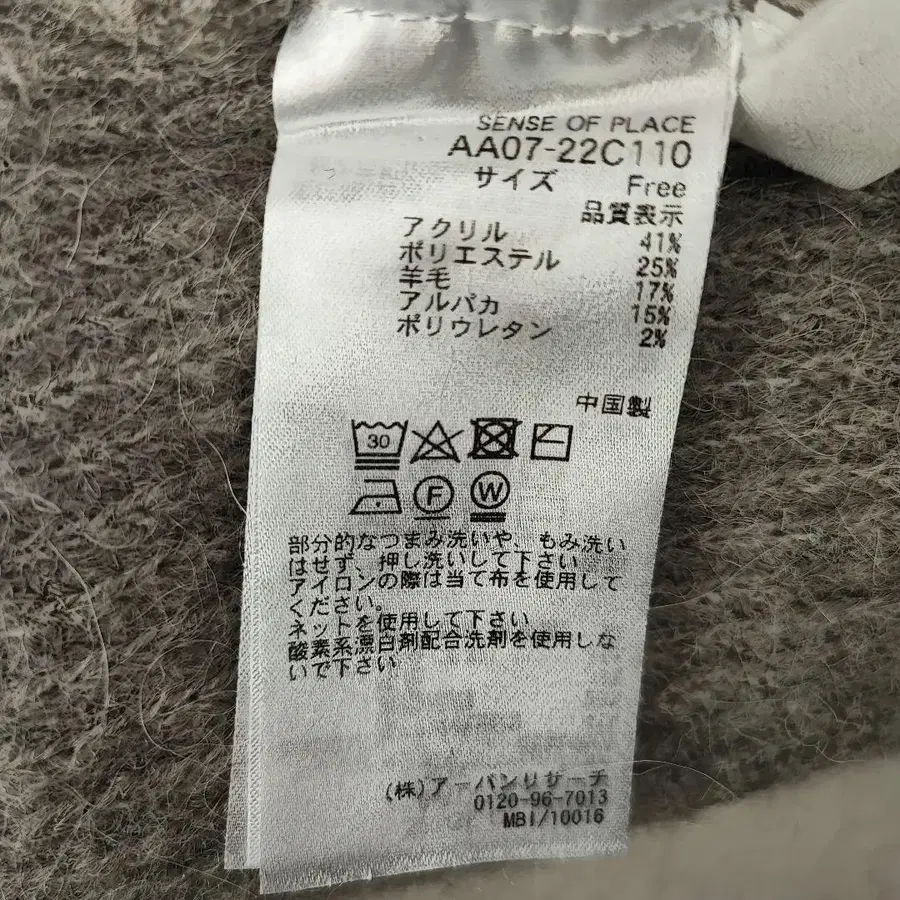 SENSE OF PLACE
AA07-22C110
サイズ Free
品質表示
アクリル 41%
ポリエステル 25%
羊毛 17%
アルパカ 15%
ポリウレタン 2%
中国製
30
F W
部分的なつまみ洗いや、もみ洗い
はせず、押し洗いして下さい
アイロンの際は当て布を使用して
ください。
ネットを使用して下さい
酸素系漂白剤配合洗剤を使用しな
いで下さい
(株)アーバンリサーチ
0120-96-7013
MBI/10016